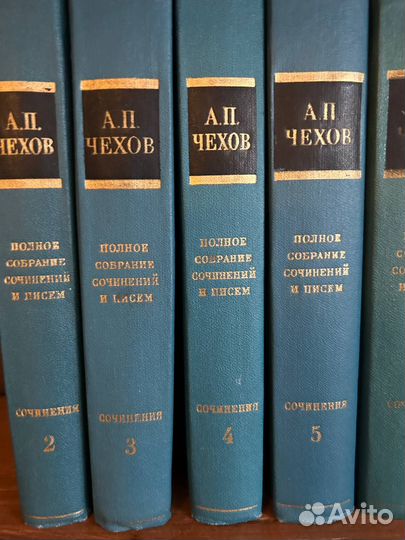 А.П.
ЧЕХОВ
ПОЛНОЕ
СОБРАНИЕ
СОЧИНЕНИЙ
И ПИСЕМ
СОЧИНЕНИЯ
2
А.П.
ЧЕХОВ
ПОЛНОЕ
СОБРАНИЕ
СОЧИНЕНИЙ
И ПИСЕМ
СОЧИНЕНИЯ
3
А.П.
ЧЕХОВ
ПОЛНОЕ
СОБРАНИЕ
СОЧИНЕНИЙ
И ПИСЕМ
СОЧИНЕНИЯ
4
А.П.
ЧЕХОВ
ПОЛНОЕ
СОБРАНИЕ
СОЧИНЕНИЙ
И ПИСЕМ
СОЧИНЕНИЯ
5
Avito